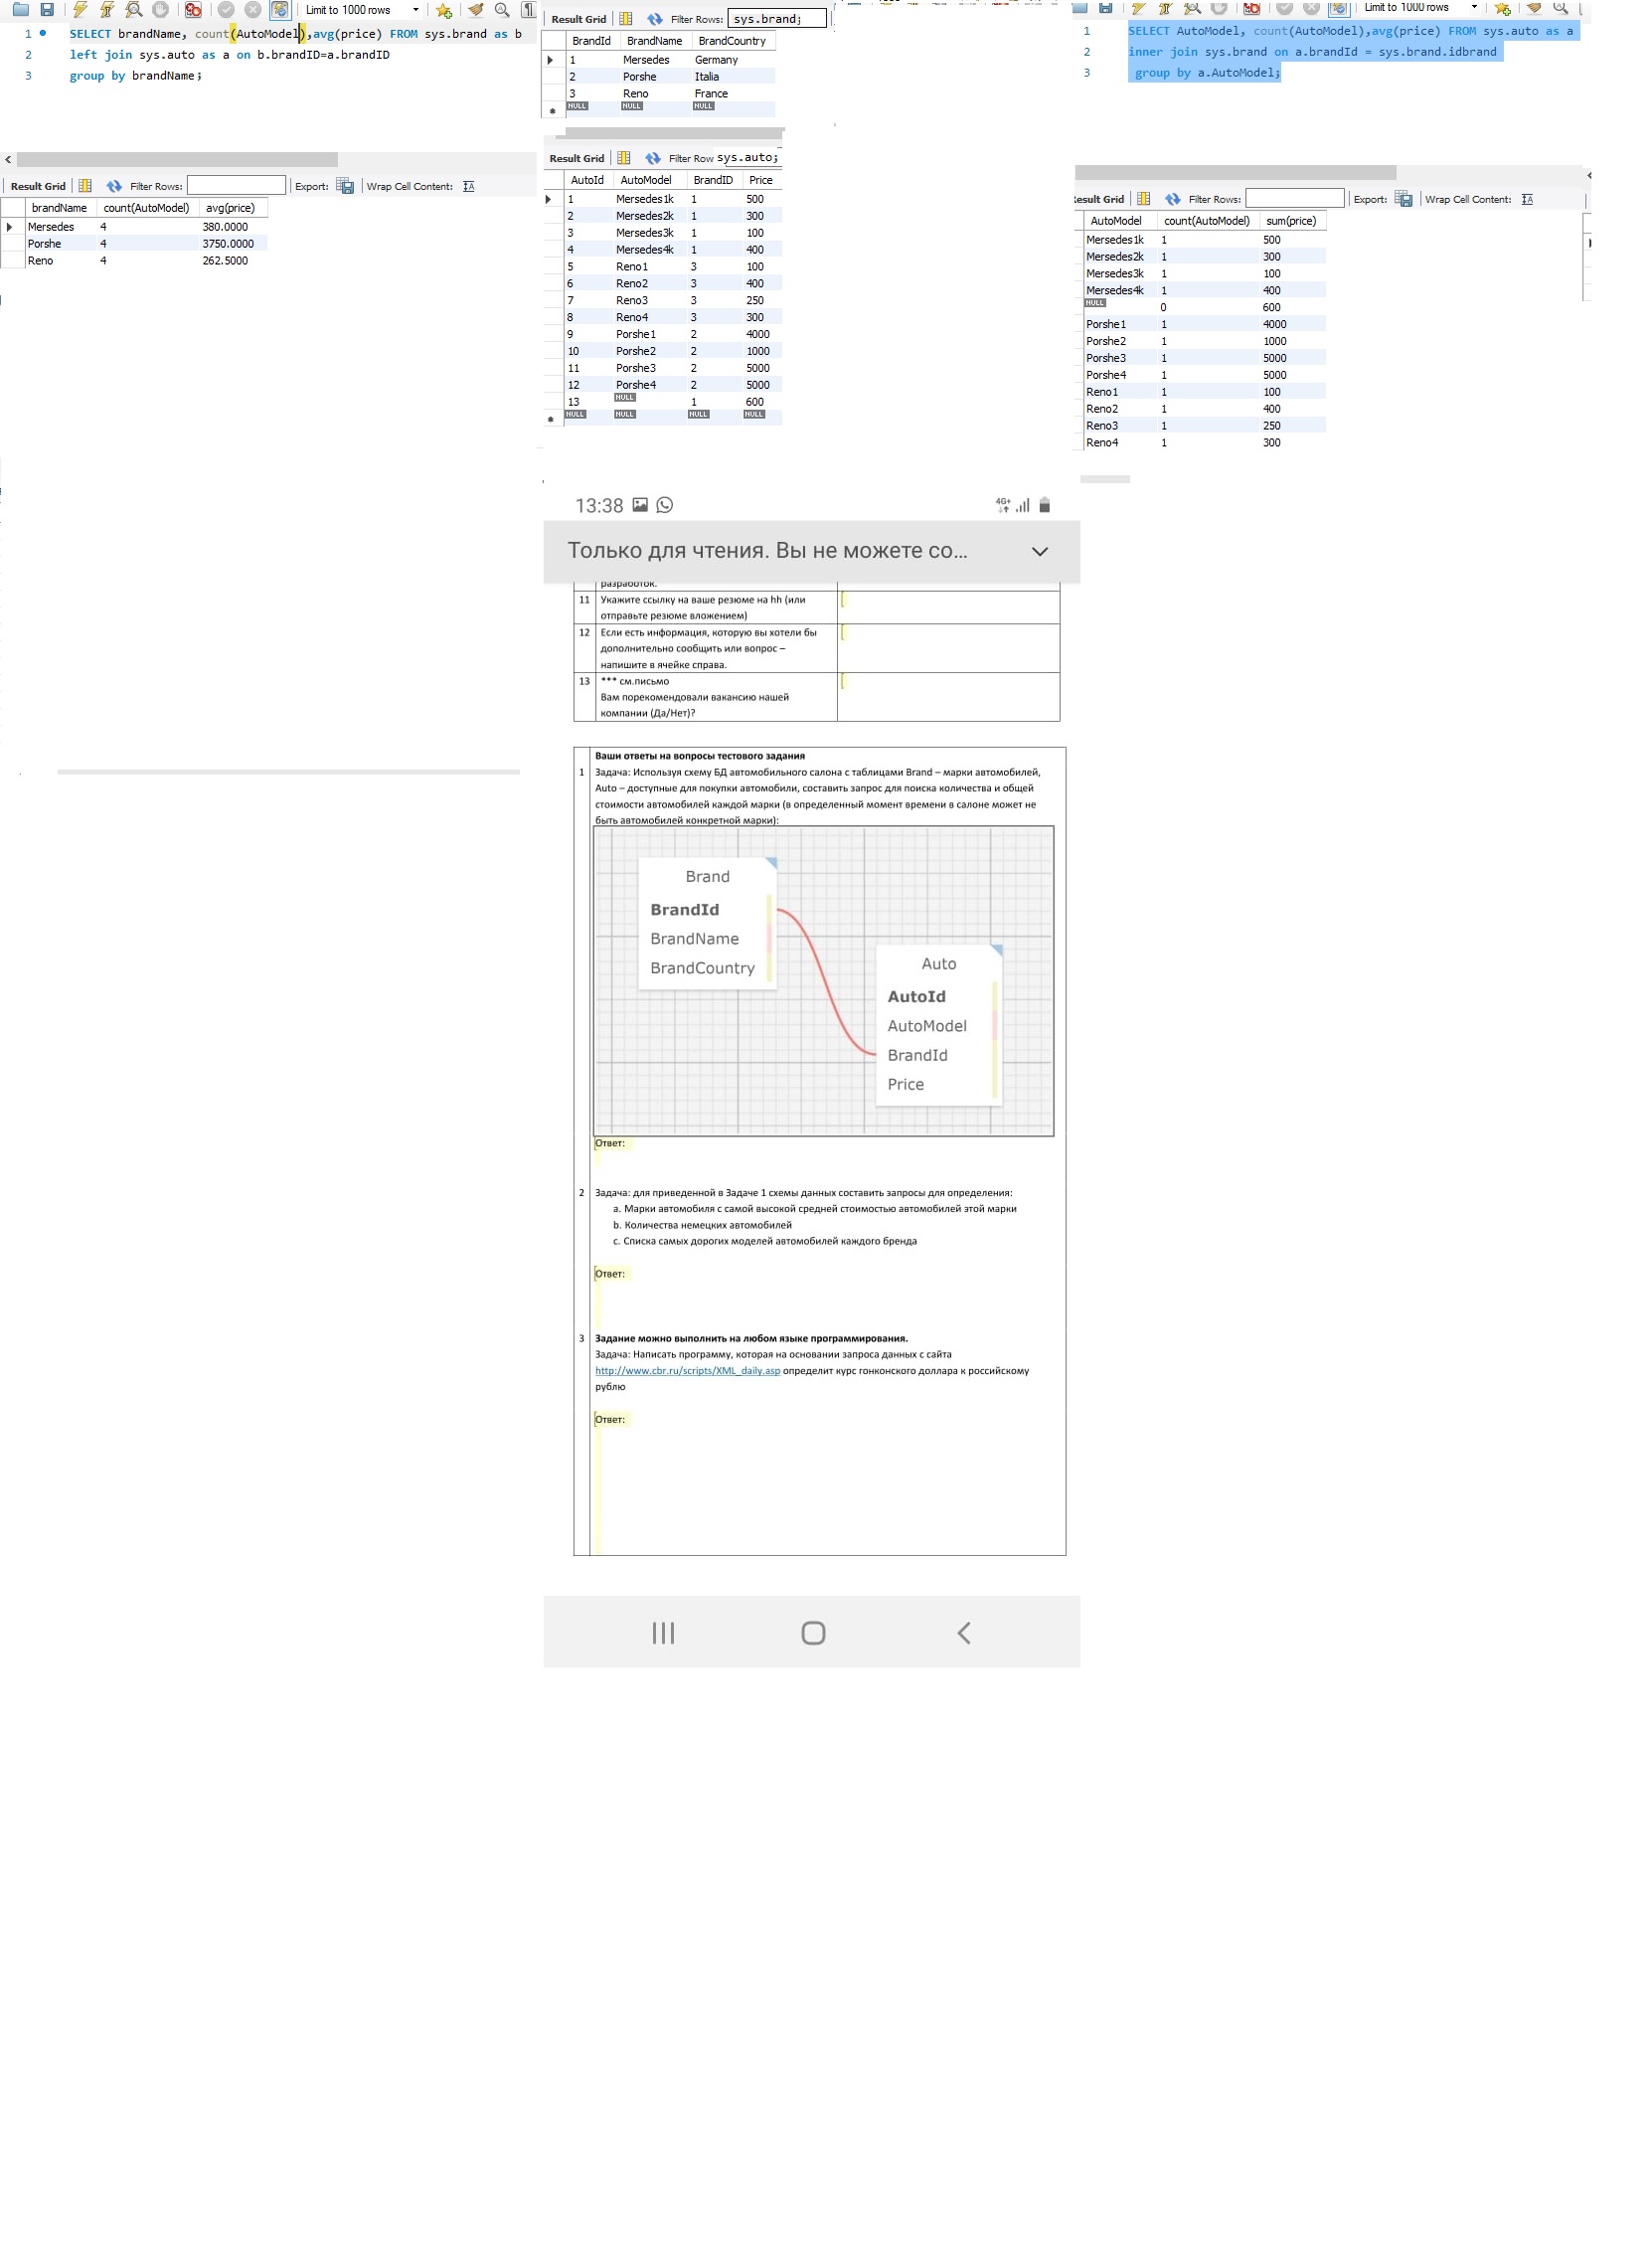 Limit to 1000 rows
1 SELECT brandName, count(AutoModel),avg(price) FROM sys.brand as b
2 left join sys.auto as a on b.brandID=a.brandID
3 group by brandName;
Result Grid Filter Rows: Export: Wrap Cell Content:
brandName count(AutoModel) avg(price)
Mersedes 4 380.0000
Porshe 4 3750.0000
Reno 4 262.5000
Result Grid Filter Rows: sys.brand;
BrandId BrandName BrandCountry
1 Mersedes Germany
2 Porshe Italia
3 Reno France
NULL NULL NULL
Result Grid Filter Row sys.auto;
AutoId AutoModel BrandID Price
1 Mersedes1k 1 500
2 Mersedes2k 1 300
3 Mersedes3k 1 100
4 Mersedes4k 1 400
5 Reno1 3 100
6 Reno2 3 400
7 Reno3 3 250
8 Reno4 3 300
9 Porshe1 2 4000
10 Porshe2 2 1000
11 Porshe3 2 5000
12 Porshe4 2 5000
13 NULL 1 600
NULL NULL NULL NULL
Limit to 1000 rows
1 SELECT AutoModel, count(AutoModel),avg(price) FROM sys.auto as a
2 inner join sys.brand on a.brandId = sys.brand.idbrand
3 group by a.AutoModel;
esult Grid Filter Rows: Export: Wrap Cell Content:
AutoModel count(AutoModel) sum(price)
Mersedes1k 1 500
Mersedes2k 1 300
Mersedes3k 1 100
Mersedes4k 1 400
NULL 0 600
Porshe1 1 4000
Porshe2 1 1000
Porshe3 1 5000
Porshe4 1 5000
Reno1 1 100
Reno2 1 400
Reno3 1 250
Reno4 1 300
13:38 4G+
Только для чтения. Вы не можете со...
разработок.
11 Укажите ссылку на ваше резюме на hh (или
отправьте резюме вложением)
12 Если есть информация, которую вы хотели бы
дополнительно сообщить или вопрос –
напишите в ячейке справа.
13 *** см.письмо
Вам порекомендовали вакансию нашей
компании (Да/Нет)?
Ваши ответы на вопросы тестового задания
1 Задача: Используя схему БД автомобильного салона с таблицами Brand – марки автомобилей,
Auto – доступные для покупки автомобили, составить запрос для поиска количества и общей
стоимости автомобилей каждой марки (в определенный момент времени в салоне может не
быть автомобилей конкретной марки):
Brand
BrandId
BrandName
BrandCountry
Auto
AutoId
AutoModel
BrandId
Price
Ответ:
2 Задача: для приведенной в Задаче 1 схемы данных составить запросы для определения:
a. Марки автомобиля с самой высокой средней стоимостью автомобилей этой марки
b. Количества немецких автомобилей
c. Списка самых дорогих моделей автомобилей каждого бренда
Ответ:
3 Задание можно выполнить на любом языке программирования.
Задача: Написать программу, которая на основании запроса данных с сайта
http://www.cbr.ru/scripts/XML_daily.asp определит курс гонконского доллара к российскому
рублю
Ответ: